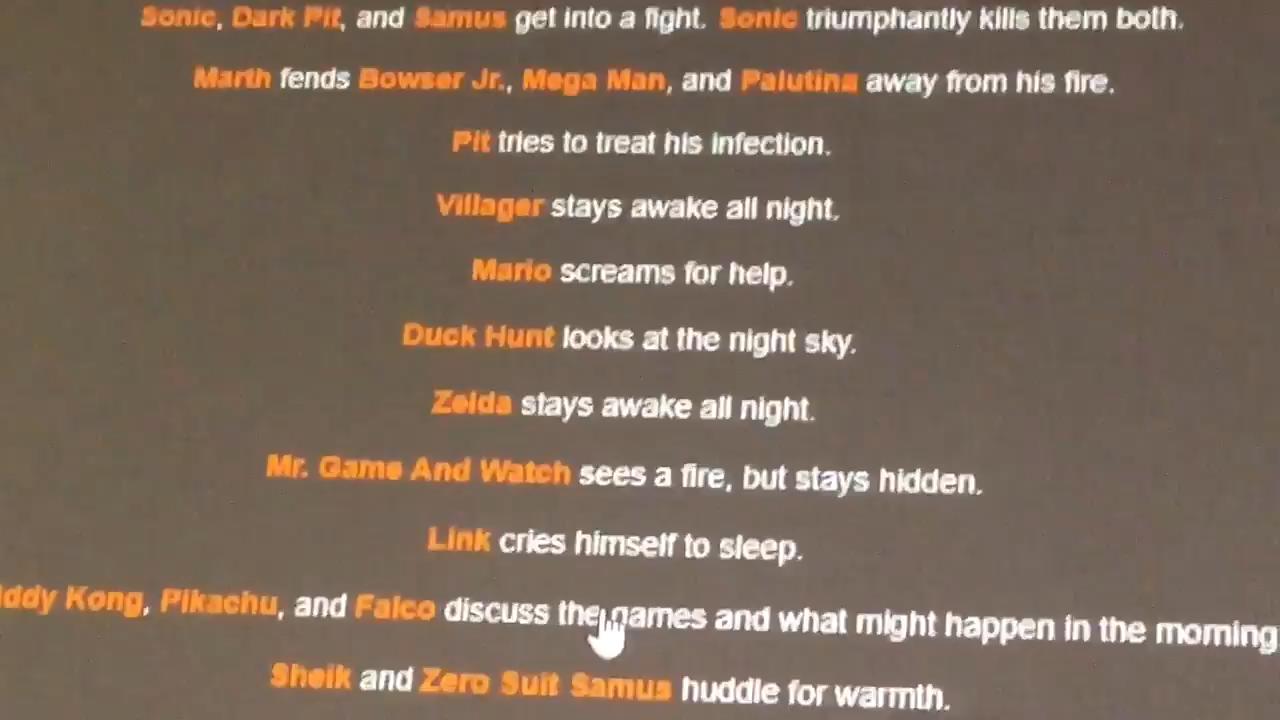 Sonic, Dark Pit, and Samus get into a fight. Sonic triumphantly kills them both.
Marth fends Bowser Jr., Mega Man, and Palutina away from his fire.
Pit tries to treat his infection.
Villager stays awake all night.
Mario screams for help.
Duck Hunt looks at the night sky.
Zelda stays awake all night.
Mr. Game And Watch sees a fire, but stays hidden.
Link cries himself to sleep.
iddy Kong, Pikachu, and Falco discuss the games and what might happen in the morning
Sheik and Zero Suit Samus huddle for warmth.